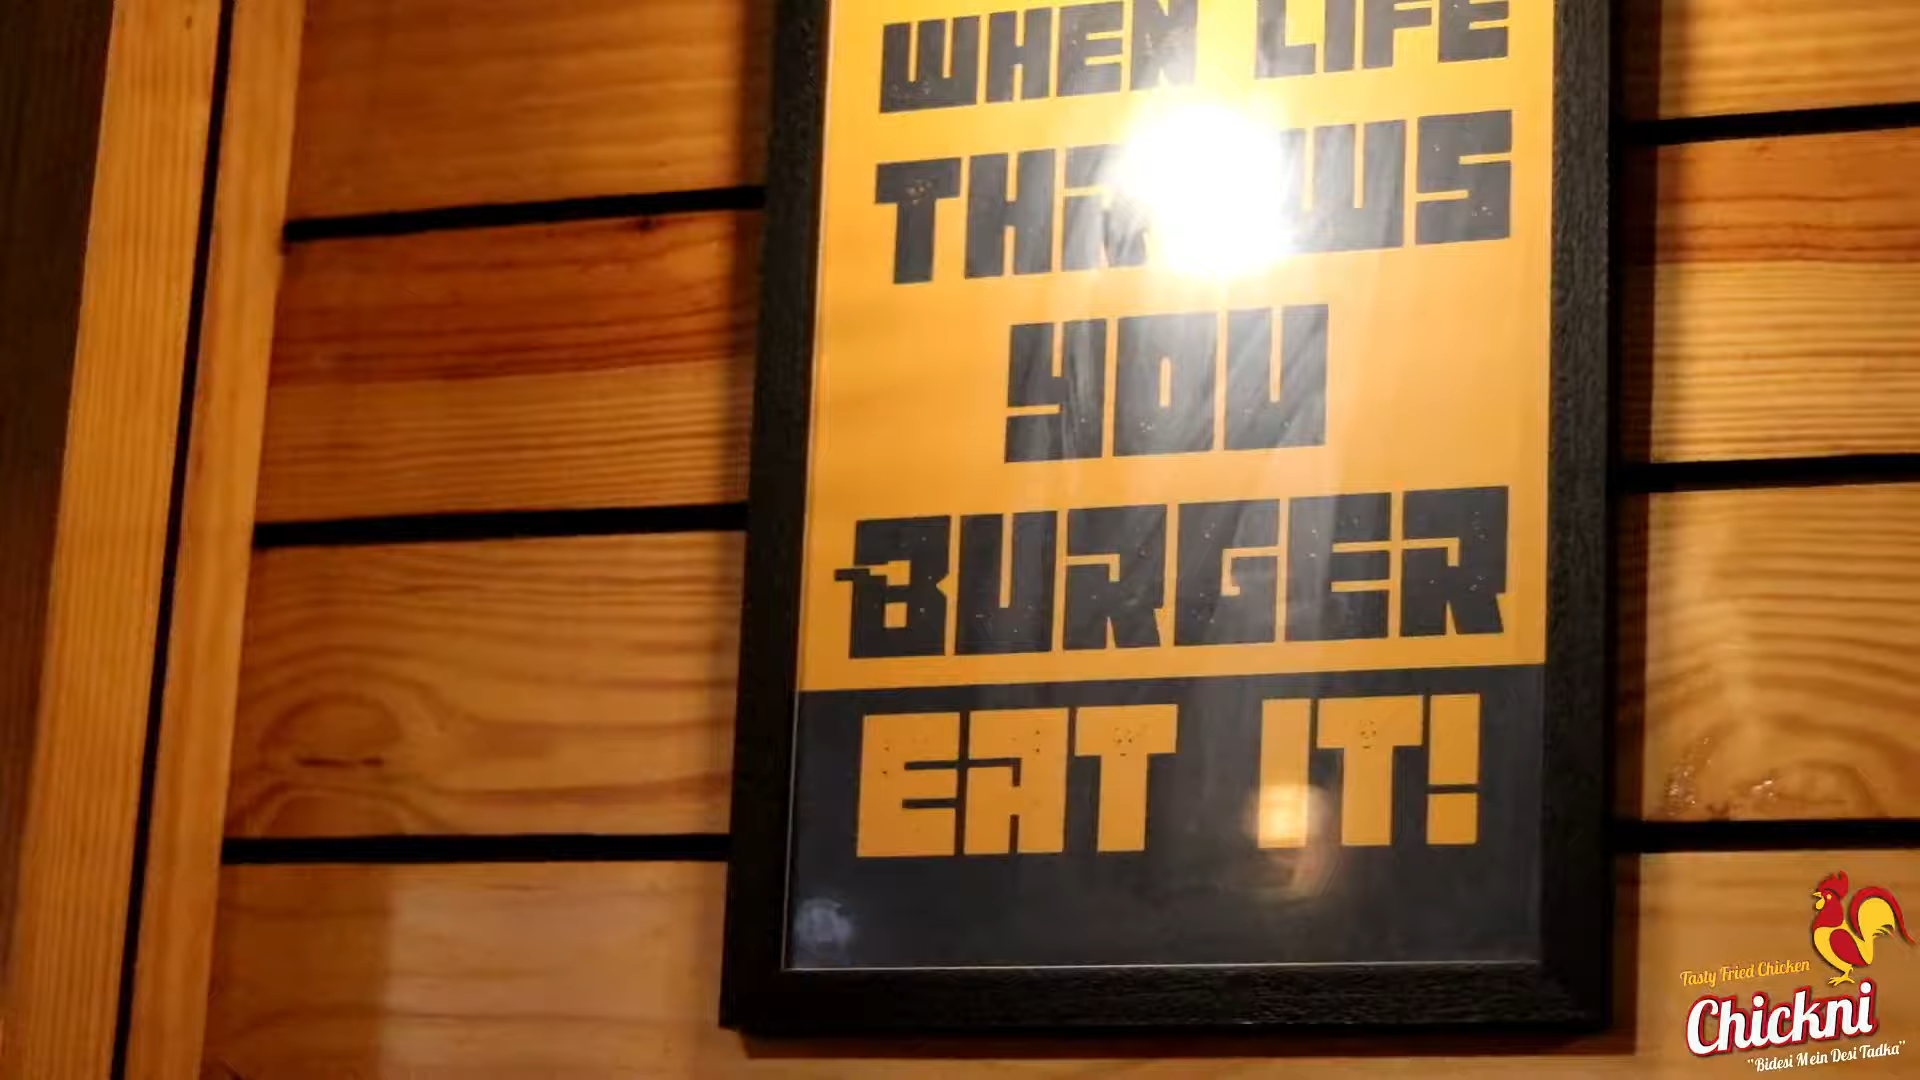 WHEN LIFE
THROWS
YOU
BURGER
EAT IT!
Tasty Fried Chicken
Chickni
"Bidesi Mein Desi Tadka"